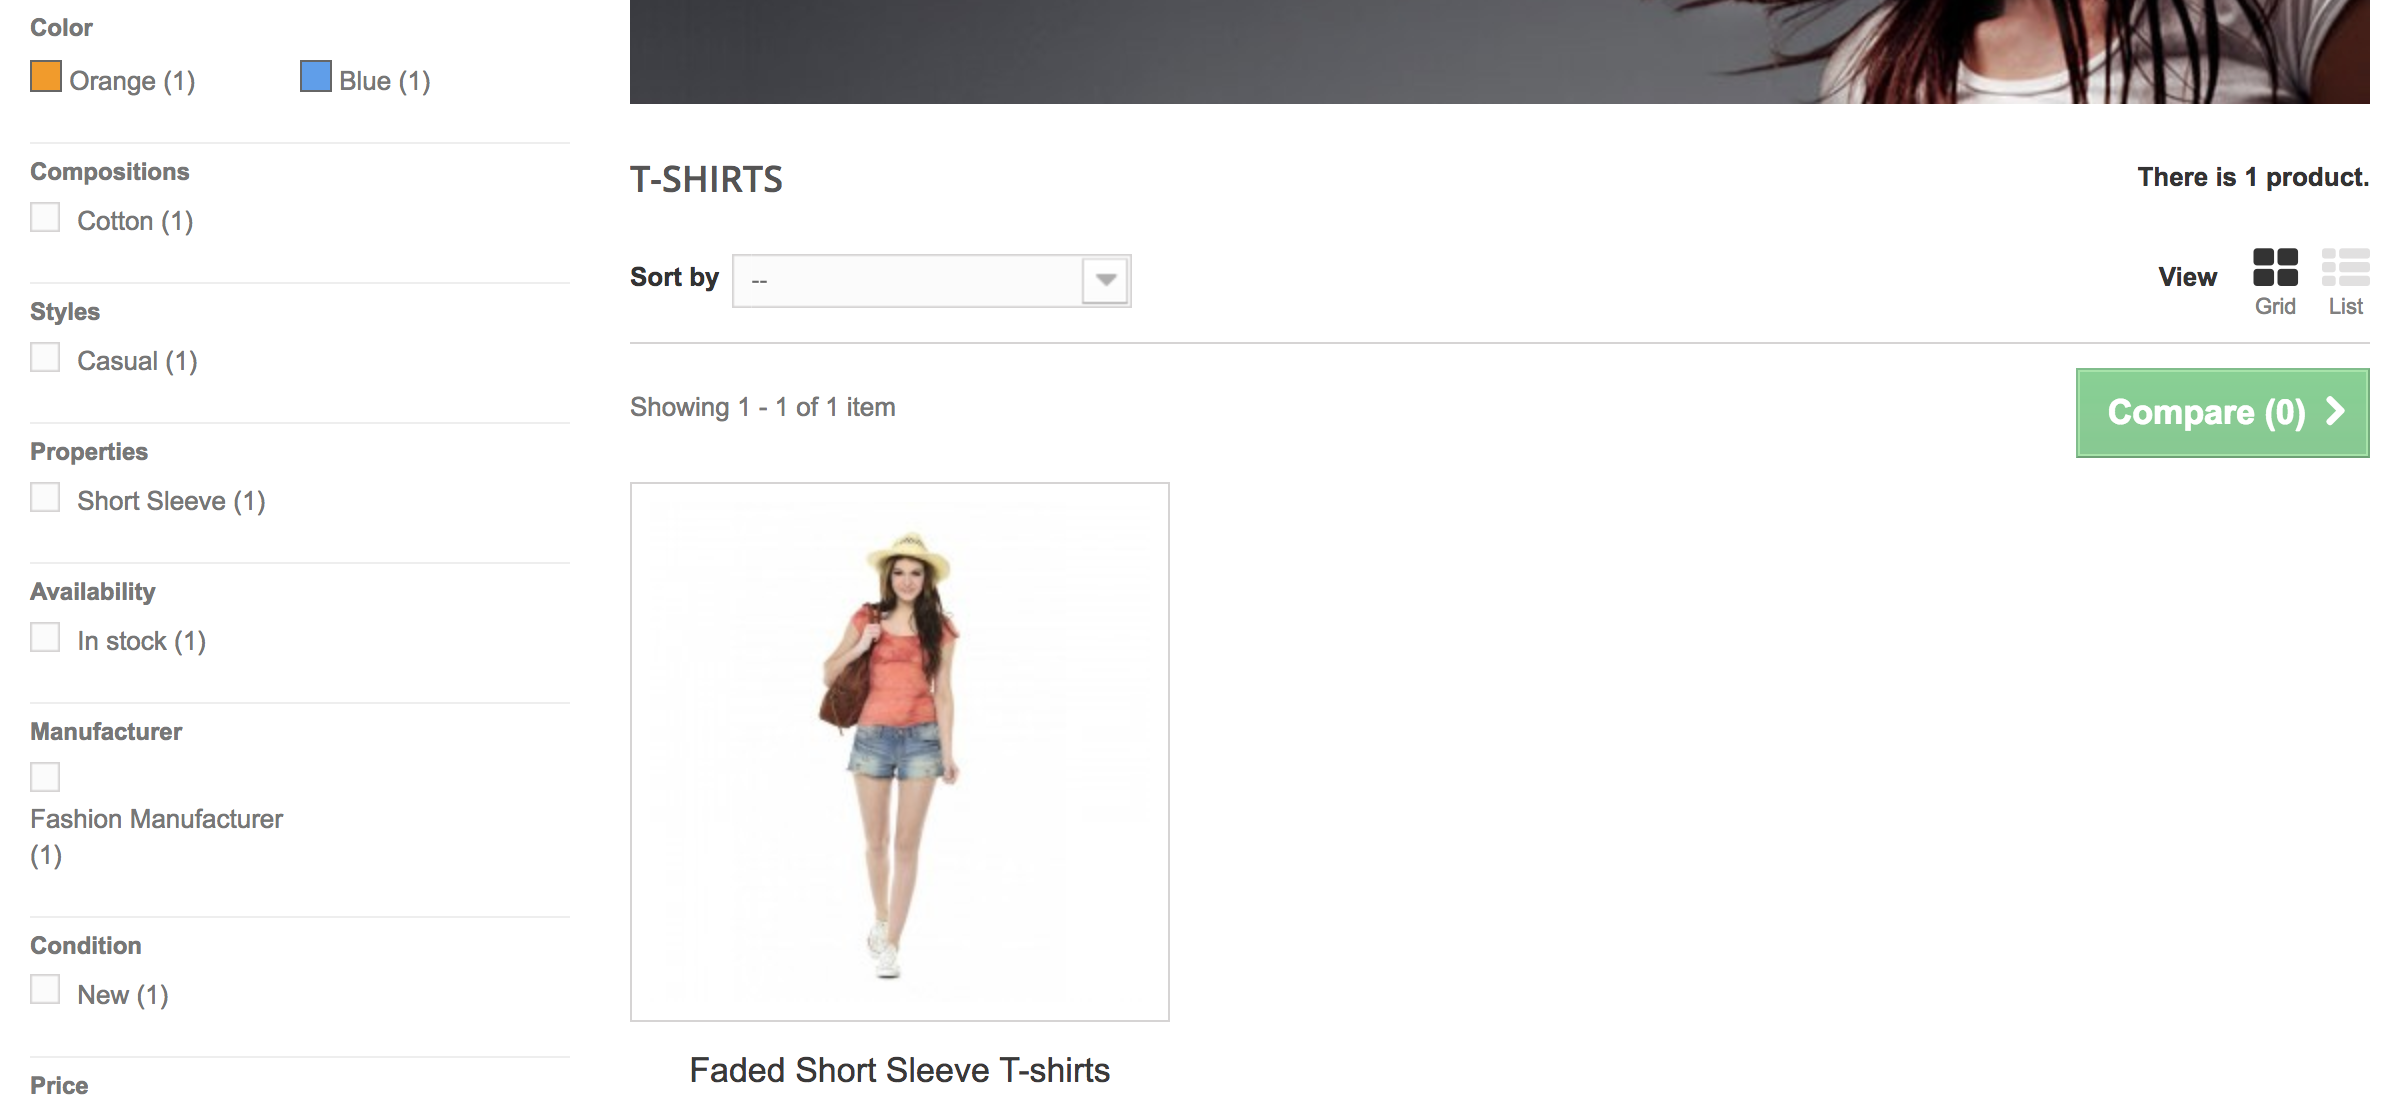 Color
Orange (1)
Blue (1)
Compositions
Cotton (1)
Styles
Casual (1)
Properties
Short Sleeve (1)
Availability
In stock (1)
Manufacturer
Fashion Manufacturer
(1)
Condition
New (1)
Price
T-SHIRTS
There is 1 product.
Sort by
--
View
Grid
List
Showing 1 - 1 of 1 item
Compare (0)
Faded Short Sleeve T-shirts